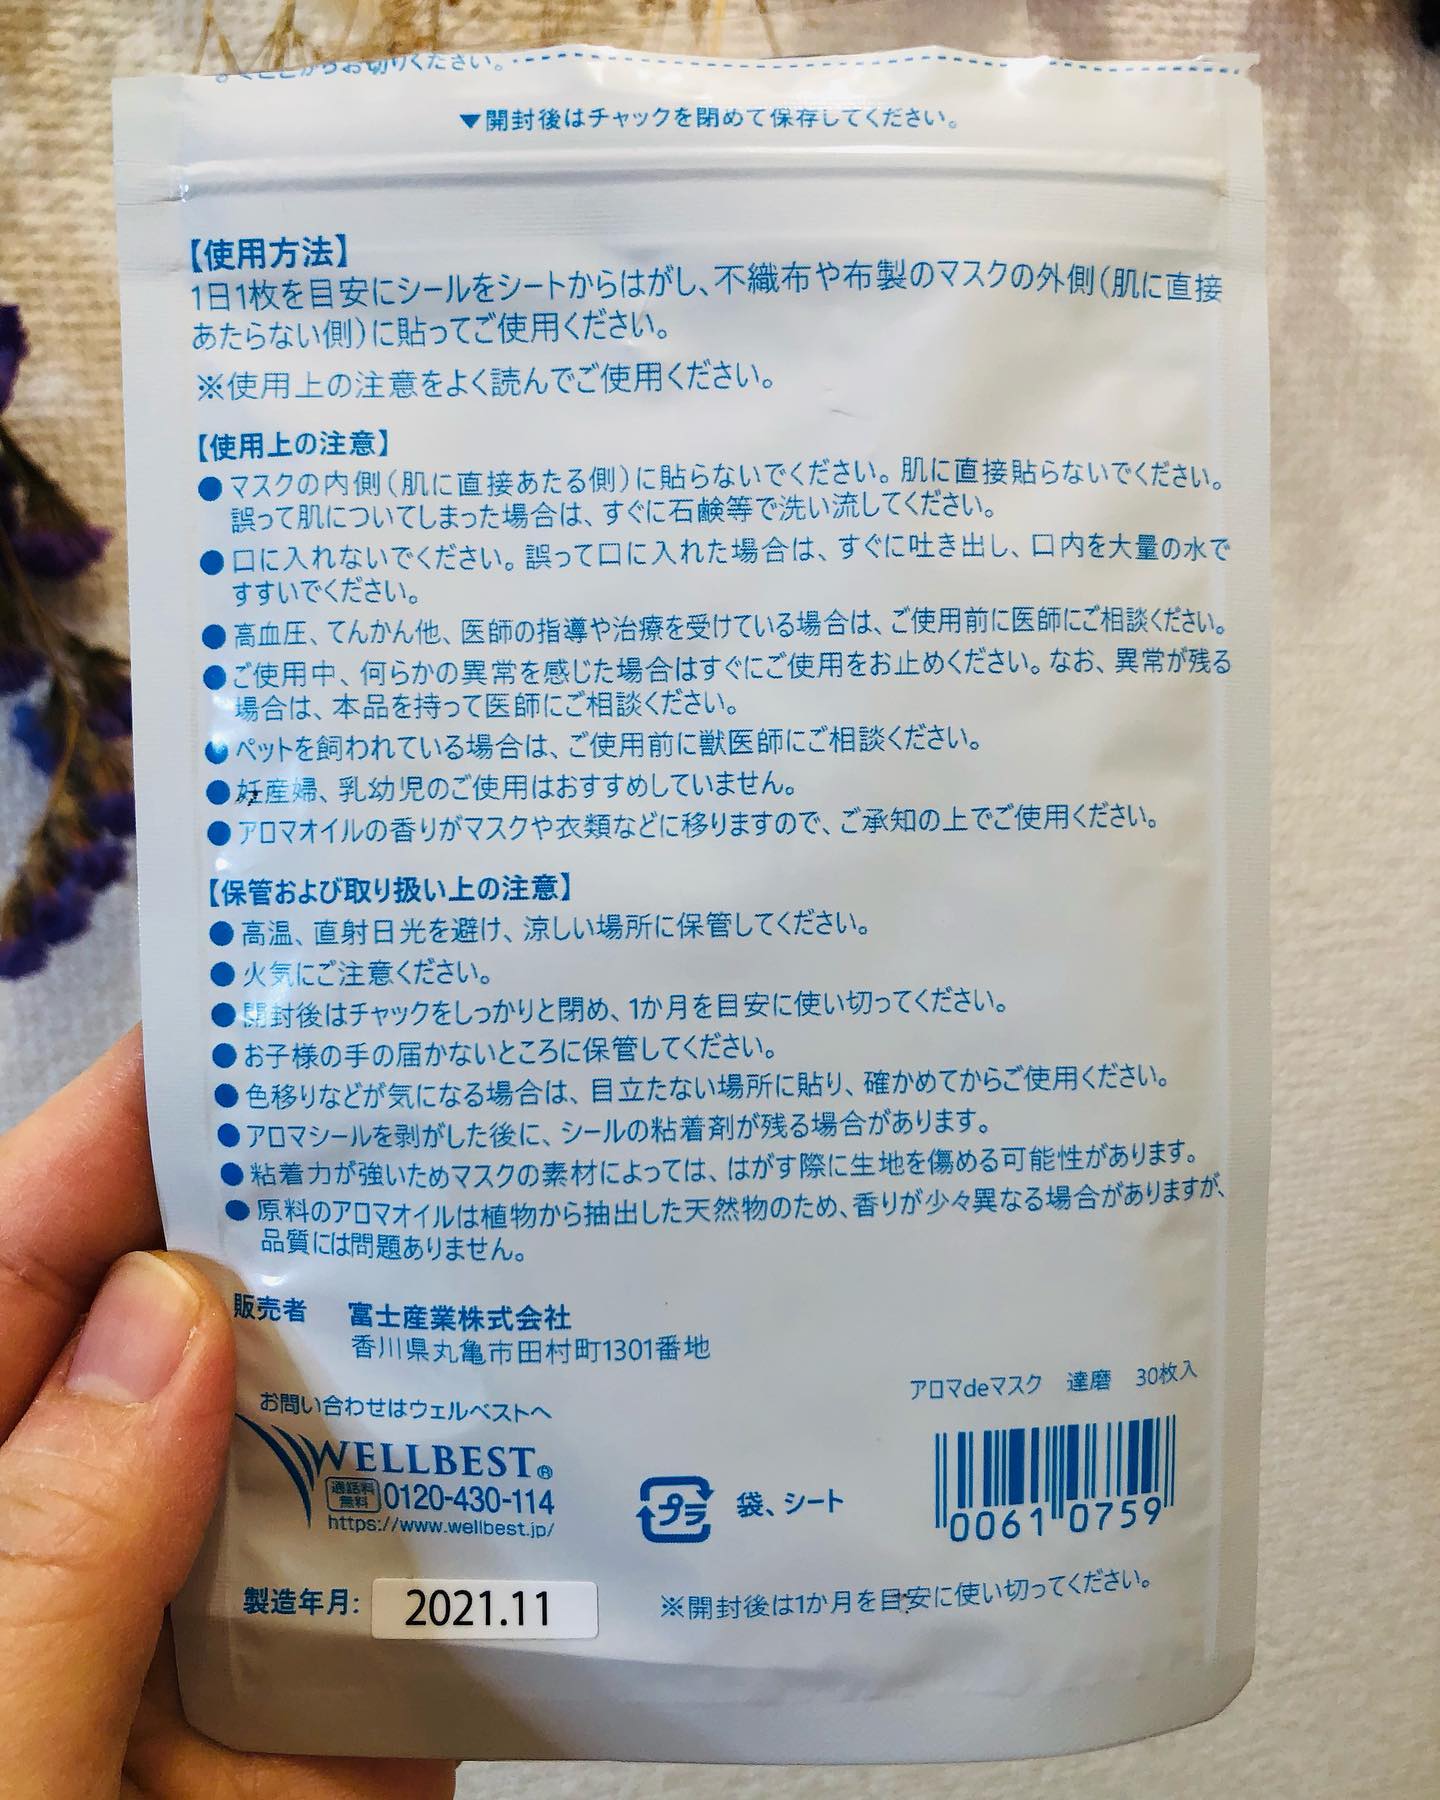 ここからお切りください。
▼開封後はチャックを閉めて保存してください。
【使用方法】
1日1枚を目安にシールをシートからはがし、不織布や布製のマスクの外側(肌に直接
あたらない側)に貼ってご使用ください。
※使用上の注意をよく読んでご使用ください。
【使用上の注意】
●マスクの内側(肌に直接あたる側)に貼らないでください。肌に直接貼らないでください。
誤って肌についてしまった場合は、すぐに石鹸等で洗い流してください。
●口に入れないでください。誤って口に入れた場合は、すぐに吐き出し、口内を大量の水で
すすいでください。
●高血圧、てんかん他、医師の指導や治療を受けている場合は、ご使用前に医師にご相談ください。
●ご使用中、何らかの異常を感じた場合はすぐにご使用をお止めください。なお、異常が残る
場合は、本品を持って医師にご相談ください。
●ペットを飼われている場合は、ご使用前に獣医師にご相談ください。
●妊産婦、乳幼児のご使用はおすすめしていません。
●アロマオイルの香りがマスクや衣類などに移りますので、ご承知の上でご使用ください。
【保管および取り扱い上の注意】
●高温、直射日光を避け、涼しい場所に保管してください。
●火気にご注意ください。
●開封後はチャックをしっかりと閉め、1か月を目安に使い切ってください。
●お子様の手の届かないところに保管してください。
●色移りなどが気になる場合は、目立たない場所に貼り、確かめてからご使用ください。
●アロマシールを剥がした後に、シールの粘着剤が残る場合があります。
●粘着力が強いためマスクの素材によっては、はがす際に生地を傷める可能性があります。
●原料のアロマオイルは植物から抽出した天然物のため、香りが少々異なる場合がありますが、
品質には問題ありません。
販売者 富士産業株式会社
香川県丸亀市田村町1301番地
アロマdeマスク 達磨 30枚入
お問い合わせはウェルベストへ
WELLBEST®
通話料
無料 0120-430-114
https://www.wellbest.jp/
プラ 袋、シート
0061 0759
製造年月: 2021.11
※開封後は1か月を目安に使い切ってください。